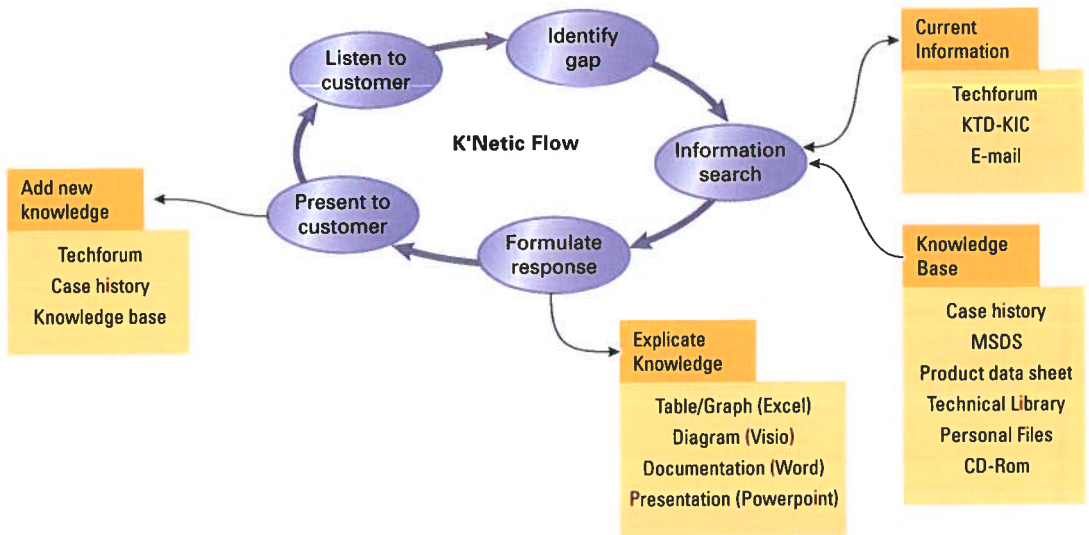 Listen to
customer
Identify
gap
K'Netic Flow
Information
search
Formulate
response
Present to
customer
Current
Information
Techforum
KTD-KIC
E-mail
Knowledge
Base
Case history
MSDS
Product data sheet
Technical Library
Personal Files
CD-Rom
Explicate
Knowledge
Table/Graph (Excel)
Diagram (Visio)
Documentation (Word)
Presentation (Powerpoint)
Add new
knowledge
Techforum
Case history
Knowledge base